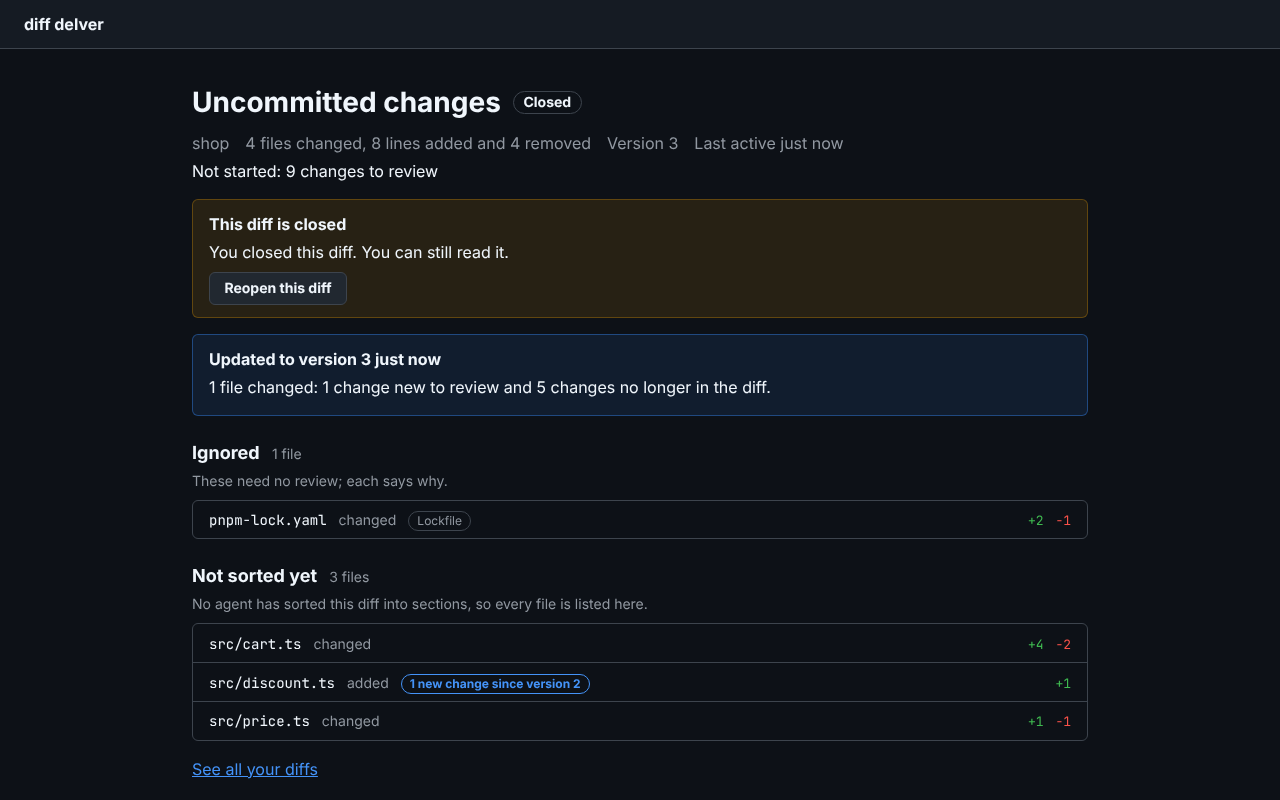 diff delver
Uncommitted changes Closed
shop 4 files changed, 8 lines added and 4 removed Version 3 Last active just now
Not started: 9 changes to review
This diff is closed
You closed this diff. You can still read it.
Reopen this diff
Updated to version 3 just now
1 file changed: 1 change new to review and 5 changes no longer in the diff.
Ignored 1 file
These need no review; each says why.
pnpm-lock.yaml changed Lockfile +2 -1
Not sorted yet 3 files
No agent has sorted this diff into sections, so every file is listed here.
src/cart.ts changed +4 -2
src/discount.ts added 1 new change since version 2 +1
src/price.ts changed +1 -1
See all your diffs